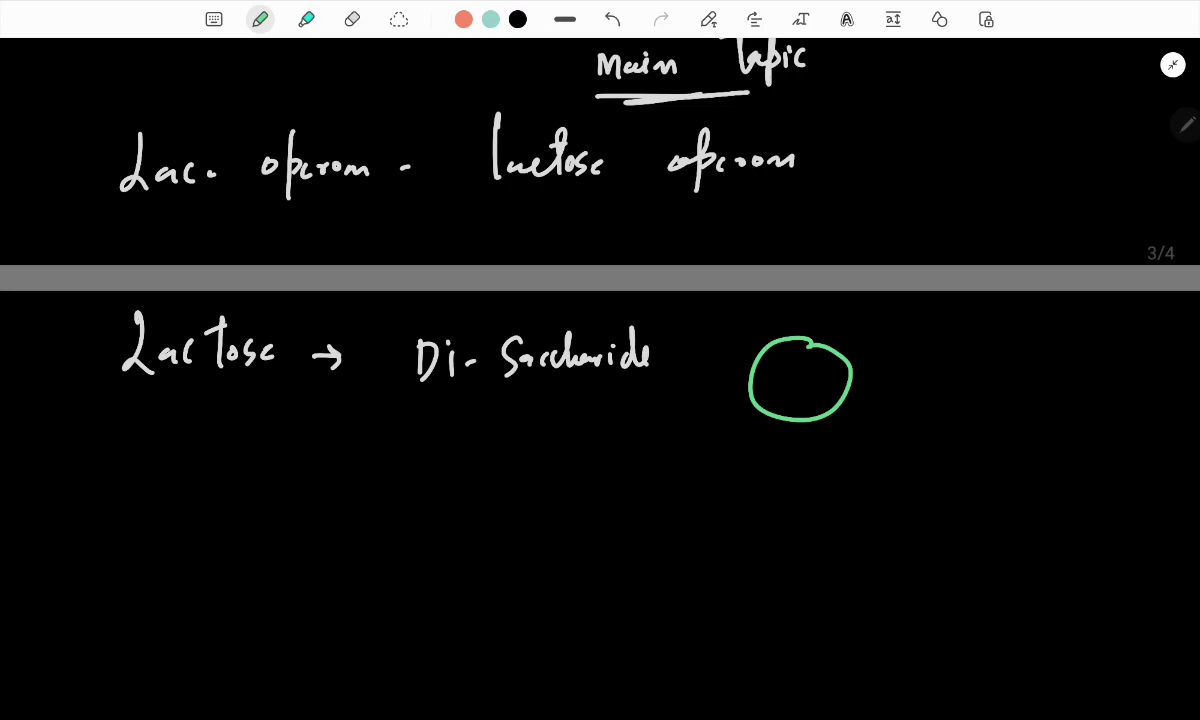 Main Topic
Lac. operon - lactose operon
3/4
Lactose → Di-Saccharide